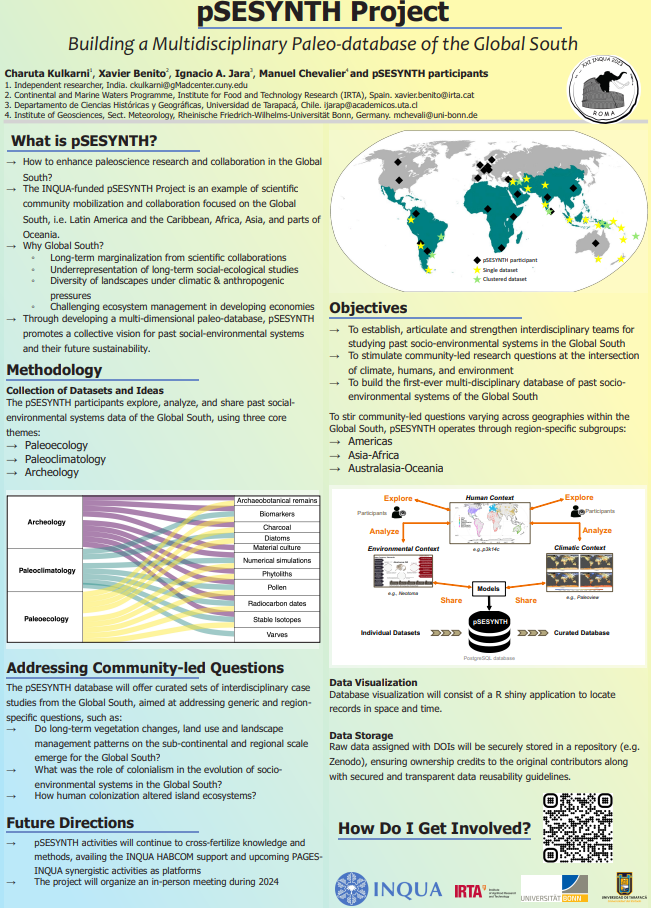 pSESYNTH Project
Building a Multidisciplinary Paleo-database of the Global South
Charuta Kulkarni¹, Xavier Benito², Ignacio A. Jara³, Manuel Chevalier⁴ and pSESYNTH participants
1. Independent researcher, India. ckulkarni@gMadcenter.cuny.edu
2. Continental and Marine Waters Programme, Institute for Food and Technology Research (IRTA), Spain. xavier.benito@irta.cat
3. Departamento de Ciencias Históricas y Geográficas, Universidad de Tarapacá, Chile. ijarap@academicos.uta.cl
4. Institute of Geosciences, Sect. Meteorology, Rheinische Friedrich-Wilhelms-Universität Bonn, Germany. mchevali@uni-bonn.de
XXI INQUA 2023
ROMA
What is pSESYNTH?
→ How to enhance paleoscience research and collaboration in the Global
South?
→ The INQUA-funded pSESYNTH Project is an example of scientific
community mobilization and collaboration focused on the Global
South, i.e. Latin America and the Caribbean, Africa, Asia, and parts of
Oceania.
→ Why Global South?
◦ Long-term marginalization from scientific collaborations
◦ Underrepresentation of long-term social-ecological studies
◦ Diversity of landscapes under climatic & anthropogenic
pressures
◦ Challenging ecosystem management in developing economies
→ Through developing a multi-dimensional paleo-database, pSESYNTH
promotes a collective vision for past social-environmental systems
and their future sustainability.
Methodology
Collection of Datasets and Ideas
The pSESYNTH participants explore, analyze, and share past social-
environmental systems data of the Global South, using three core
themes:
→ Paleoecology
→ Paleoclimatology
→ Archeology
Archeology
Paleoclimatology
Paleoecology
Archaeobotanical remains
Biomarkers
Charcoal
Diatoms
Material culture
Numerical simulations
Phytoliths
Pollen
Radiocarbon dates
Stable Isotopes
Varves
Addressing Community-led Questions
The pSESYNTH database will offer curated sets of interdisciplinary case
studies from the Global South, aimed at addressing generic and region-
specific questions, such as:
→ Do long-term vegetation changes, land use and landscape
management patterns on the sub-continental and regional scale
emerge for the Global South?
→ What was the role of colonialism in the evolution of socio-
environmental systems in the Global South?
→ How human colonization altered island ecosystems?
Future Directions
→ pSESYNTH activities will continue to cross-fertilize knowledge and
methods, availing the INQUA HABCOM support and upcoming PAGES-
INQUA synergistic activities as platforms
→ The project will organize an in-person meeting during 2024
pSESYNTH participant
Single dataset
Clustered dataset
Objectives
→ To establish, articulate and strengthen interdisciplinary teams for
studying past socio-environmental systems in the Global South
→ To stimulate community-led research questions at the intersection
of climate, humans, and environment
→ To build the first-ever multi-disciplinary database of past socio-
environmental systems of the Global South
To stir community-led questions varying across geographies within the
Global South, pSESYNTH operates through region-specific subgroups:
→ Americas
→ Asia-Africa
→ Australasia-Oceania
Explore
Human Context
Explore
Participants
Participants
Analyze
Analyze
e.g.,p3k14c
Environmental Context
Climatic Context
e.g., Neotoma
Models
e.g., Paleoview
Share
Share
pSESYNTH
Individual Datasets
Curated Database
PostgreSQL database
Data Visualization
Database visualization will consist of a R shiny application to locate
records in space and time.
Data Storage
Raw data assigned with DOIs will be securely stored in a repository (e.g.
Zenodo), ensuring ownership credits to the original contributors along
with secured and transparent data reusability guidelines.
How Do I Get Involved?
INQUA
IRTA
UNIVERSITÄT BONN
UNIVERSIDAD DE TARAPACÁ